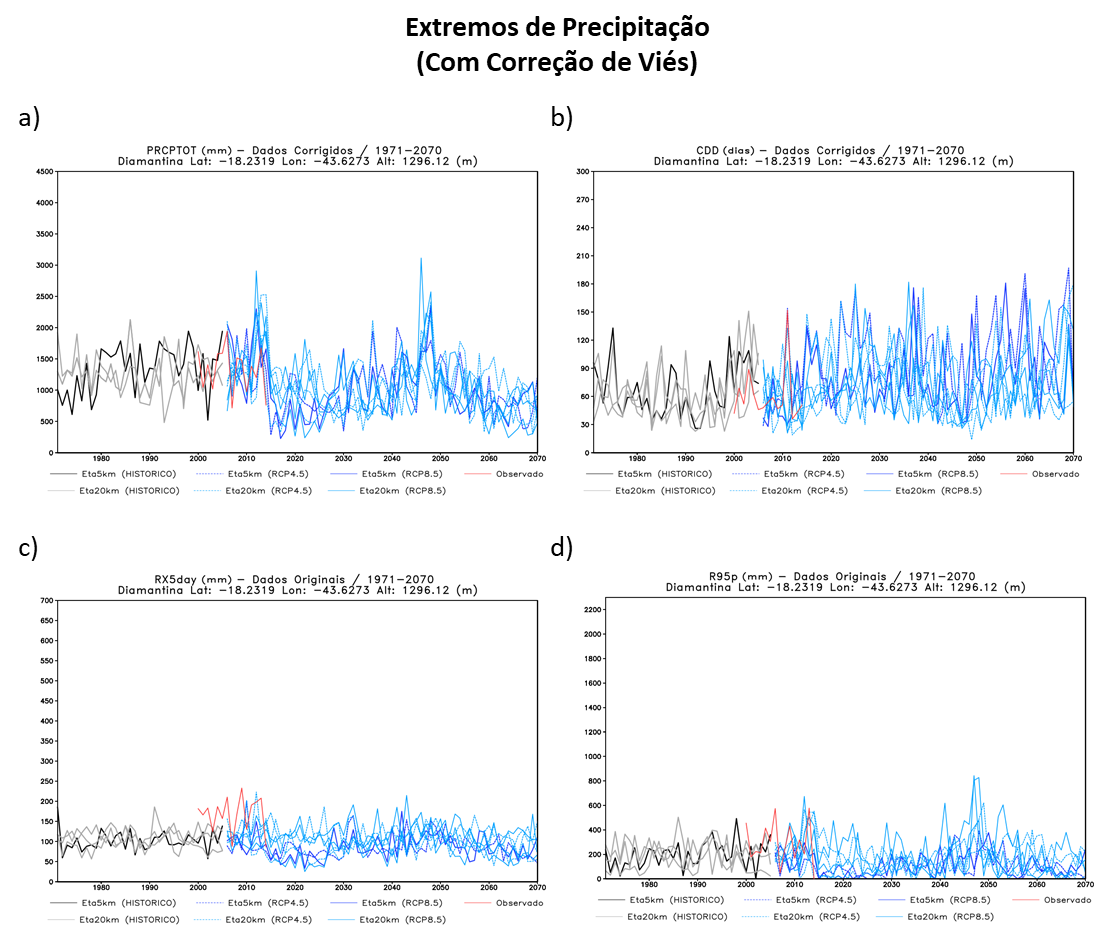 Extremos de Precipitação
(Com Correção de Viés)
a)
b)
PRCPTOT (mm) – Dados Corrigidos / 1971–2070
Diamantina Lat: –18.2319 Lon: –43.6273 Alt: 1296.12 (m)
4500
4000
3500
3000
2500
2000
1500
1000
500
0
1980 1990 2000 2010 2020 2030 2040 2050 2060 2070
Eta5km (HISTORICO) Eta5km (RCP4.5) Eta5km (RCP8.5) Observado
Eta20km (HISTORICO) Eta20km (RCP4.5) Eta20km (RCP8.5)
CDD (dias) – Dados Corrigidos / 1971–2070
Diamantina Lat: –18.2319 Lon: –43.6273 Alt: 1296.12 (m)
300
270
240
210
180
150
120
90
60
30
0
1980 1990 2000 2010 2020 2030 2040 2050 2060 2070
Eta5km (HISTORICO) Eta5km (RCP4.5) Eta5km (RCP8.5) Observado
Eta20km (HISTORICO) Eta20km (RCP4.5) Eta20km (RCP8.5)
c)
d)
RX5day (mm) – Dados Originais / 1971–2070
Diamantina Lat: –18.2319 Lon: –43.6273 Alt: 1296.12 (m)
700
650
600
550
500
450
400
350
300
250
200
150
100
50
0
1980 1990 2000 2010 2020 2030 2040 2050 2060 2070
Eta5km (HISTORICO) Eta5km (RCP4.5) Eta5km (RCP8.5) Observado
Eta20km (HISTORICO) Eta20km (RCP4.5) Eta20km (RCP8.5)
R95p (mm) – Dados Originais / 1971–2070
Diamantina Lat: –18.2319 Lon: –43.6273 Alt: 1296.12 (m)
2200
2000
1800
1600
1400
1200
1000
800
600
400
200
0
1980 1990 2000 2010 2020 2030 2040 2050 2060 2070
Eta5km (HISTORICO) Eta5km (RCP4.5) Eta5km (RCP8.5) Observado
Eta20km (HISTORICO) Eta20km (RCP4.5) Eta20km (RCP8.5)